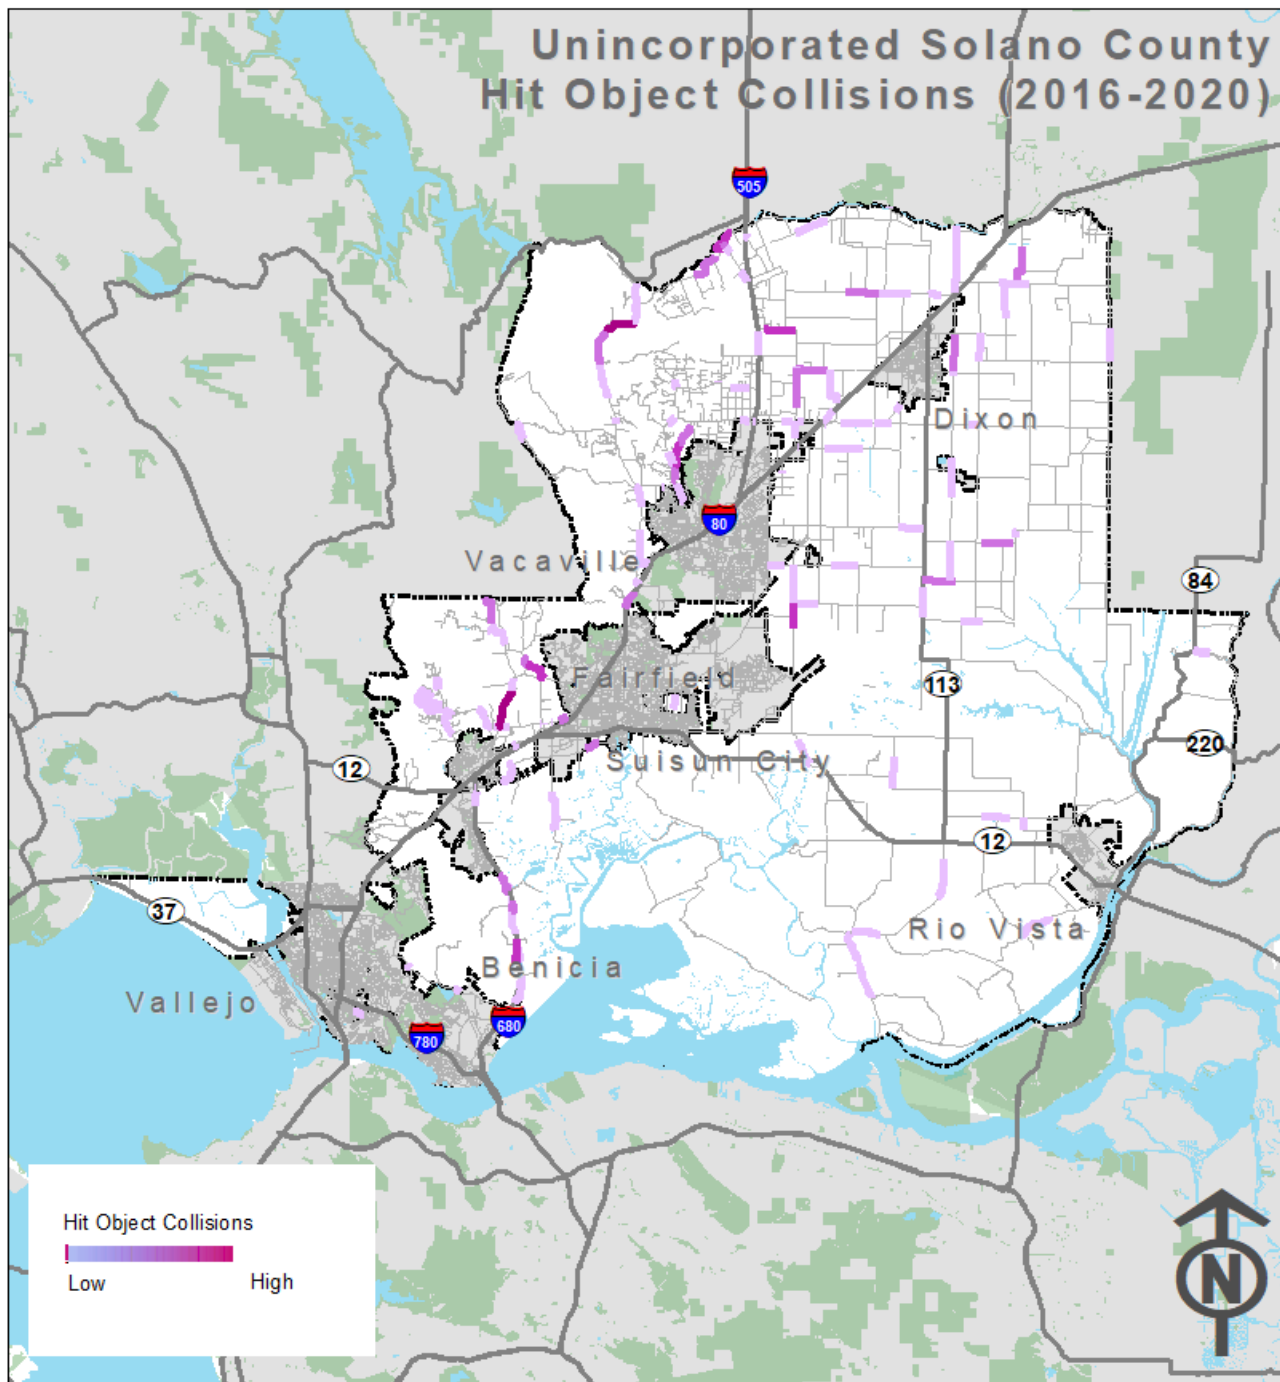 Unincorporated Solano County
Hit Object Collisions (2016-2020)
505
Dixon
80
Vacaville
84
Fairfield
113
220
12
Suisun City
12
37
Rio Vista
Benicia
Vallejo
680
780
Hit Object Collisions
Low
High
N